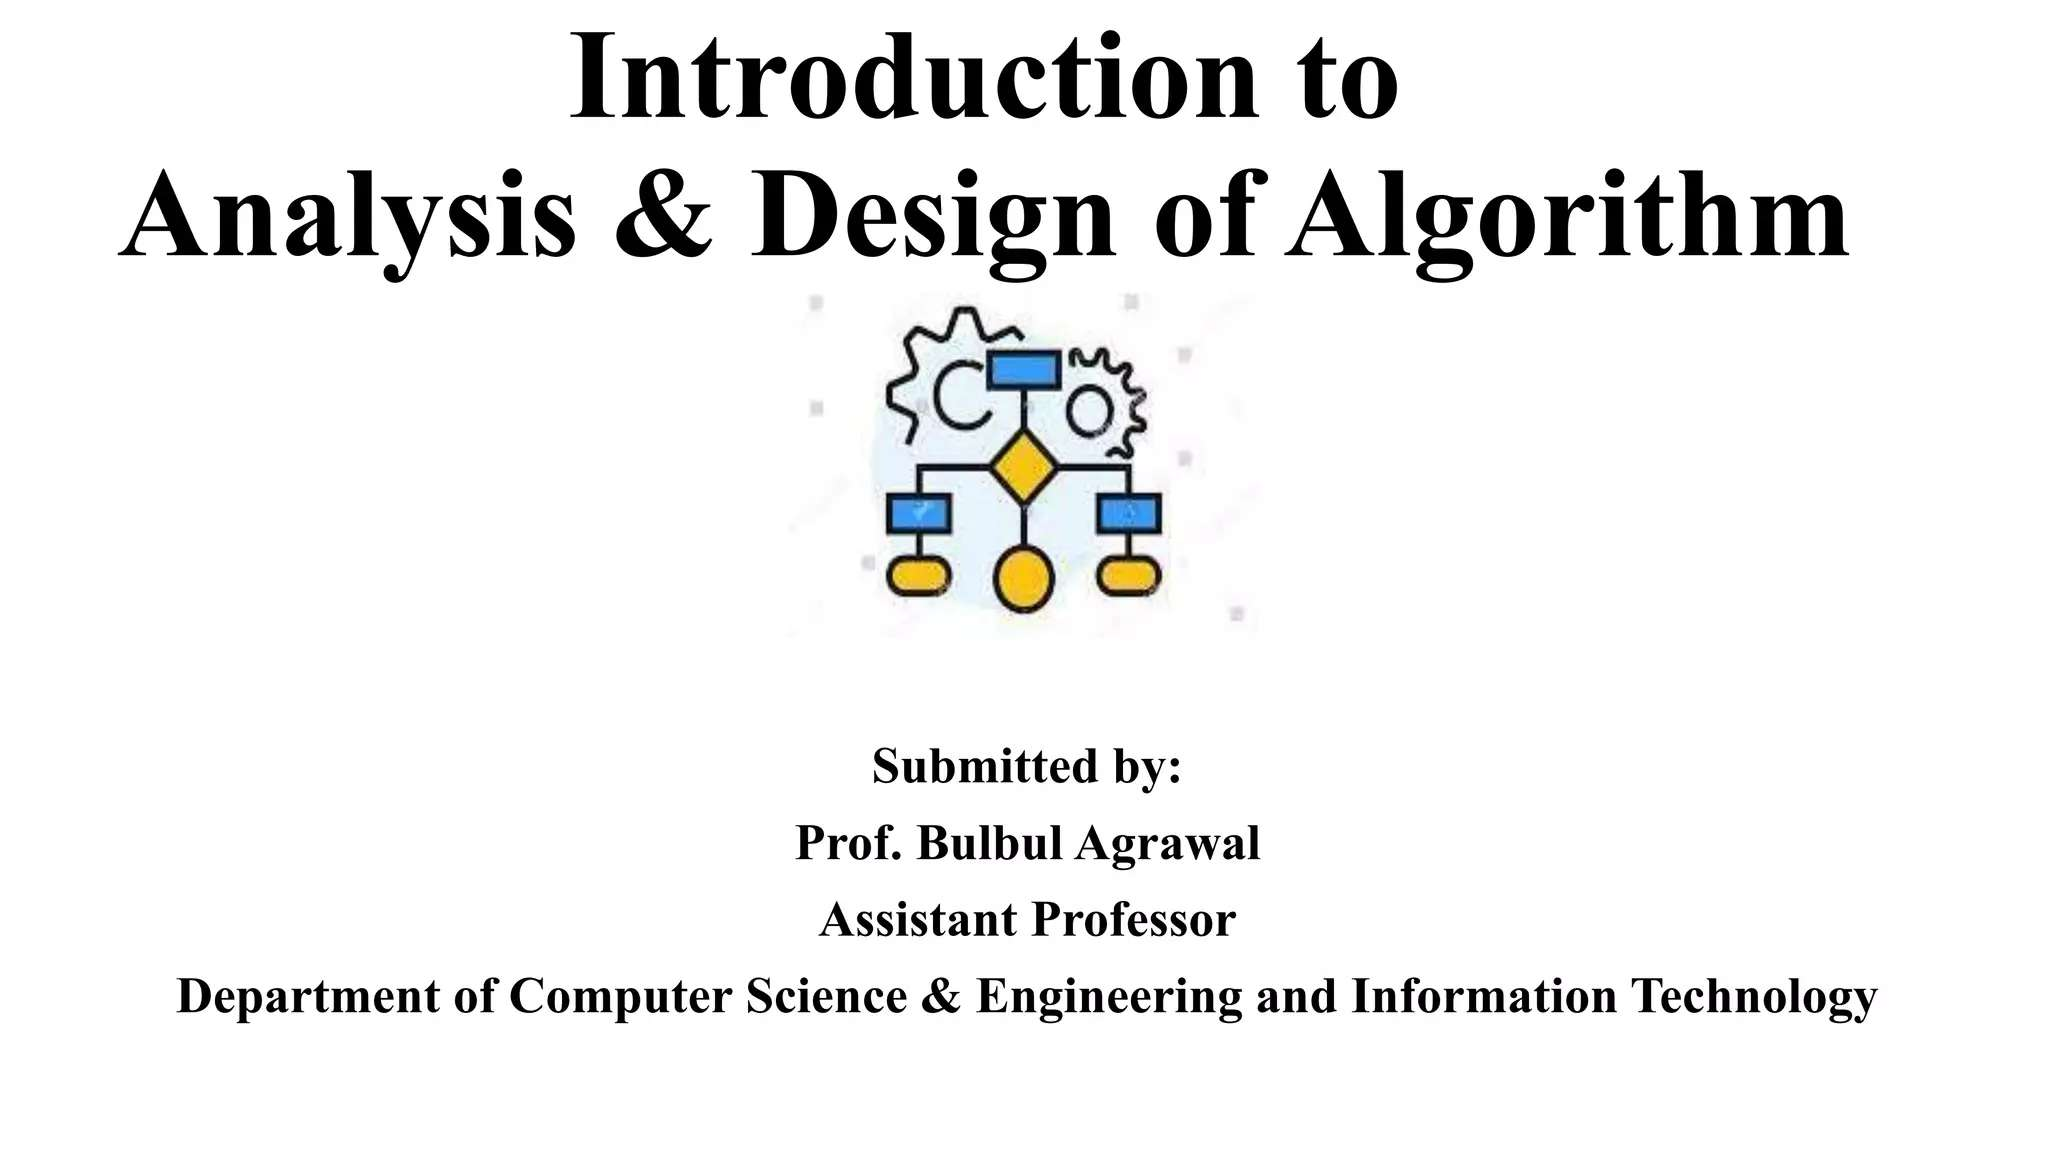 Introduction to
Analysis & Design of Algorithm
Submitted by:
Prof. Bulbul Agrawal
Assistant Professor
Department of Computer Science & Engineering and Information Technology